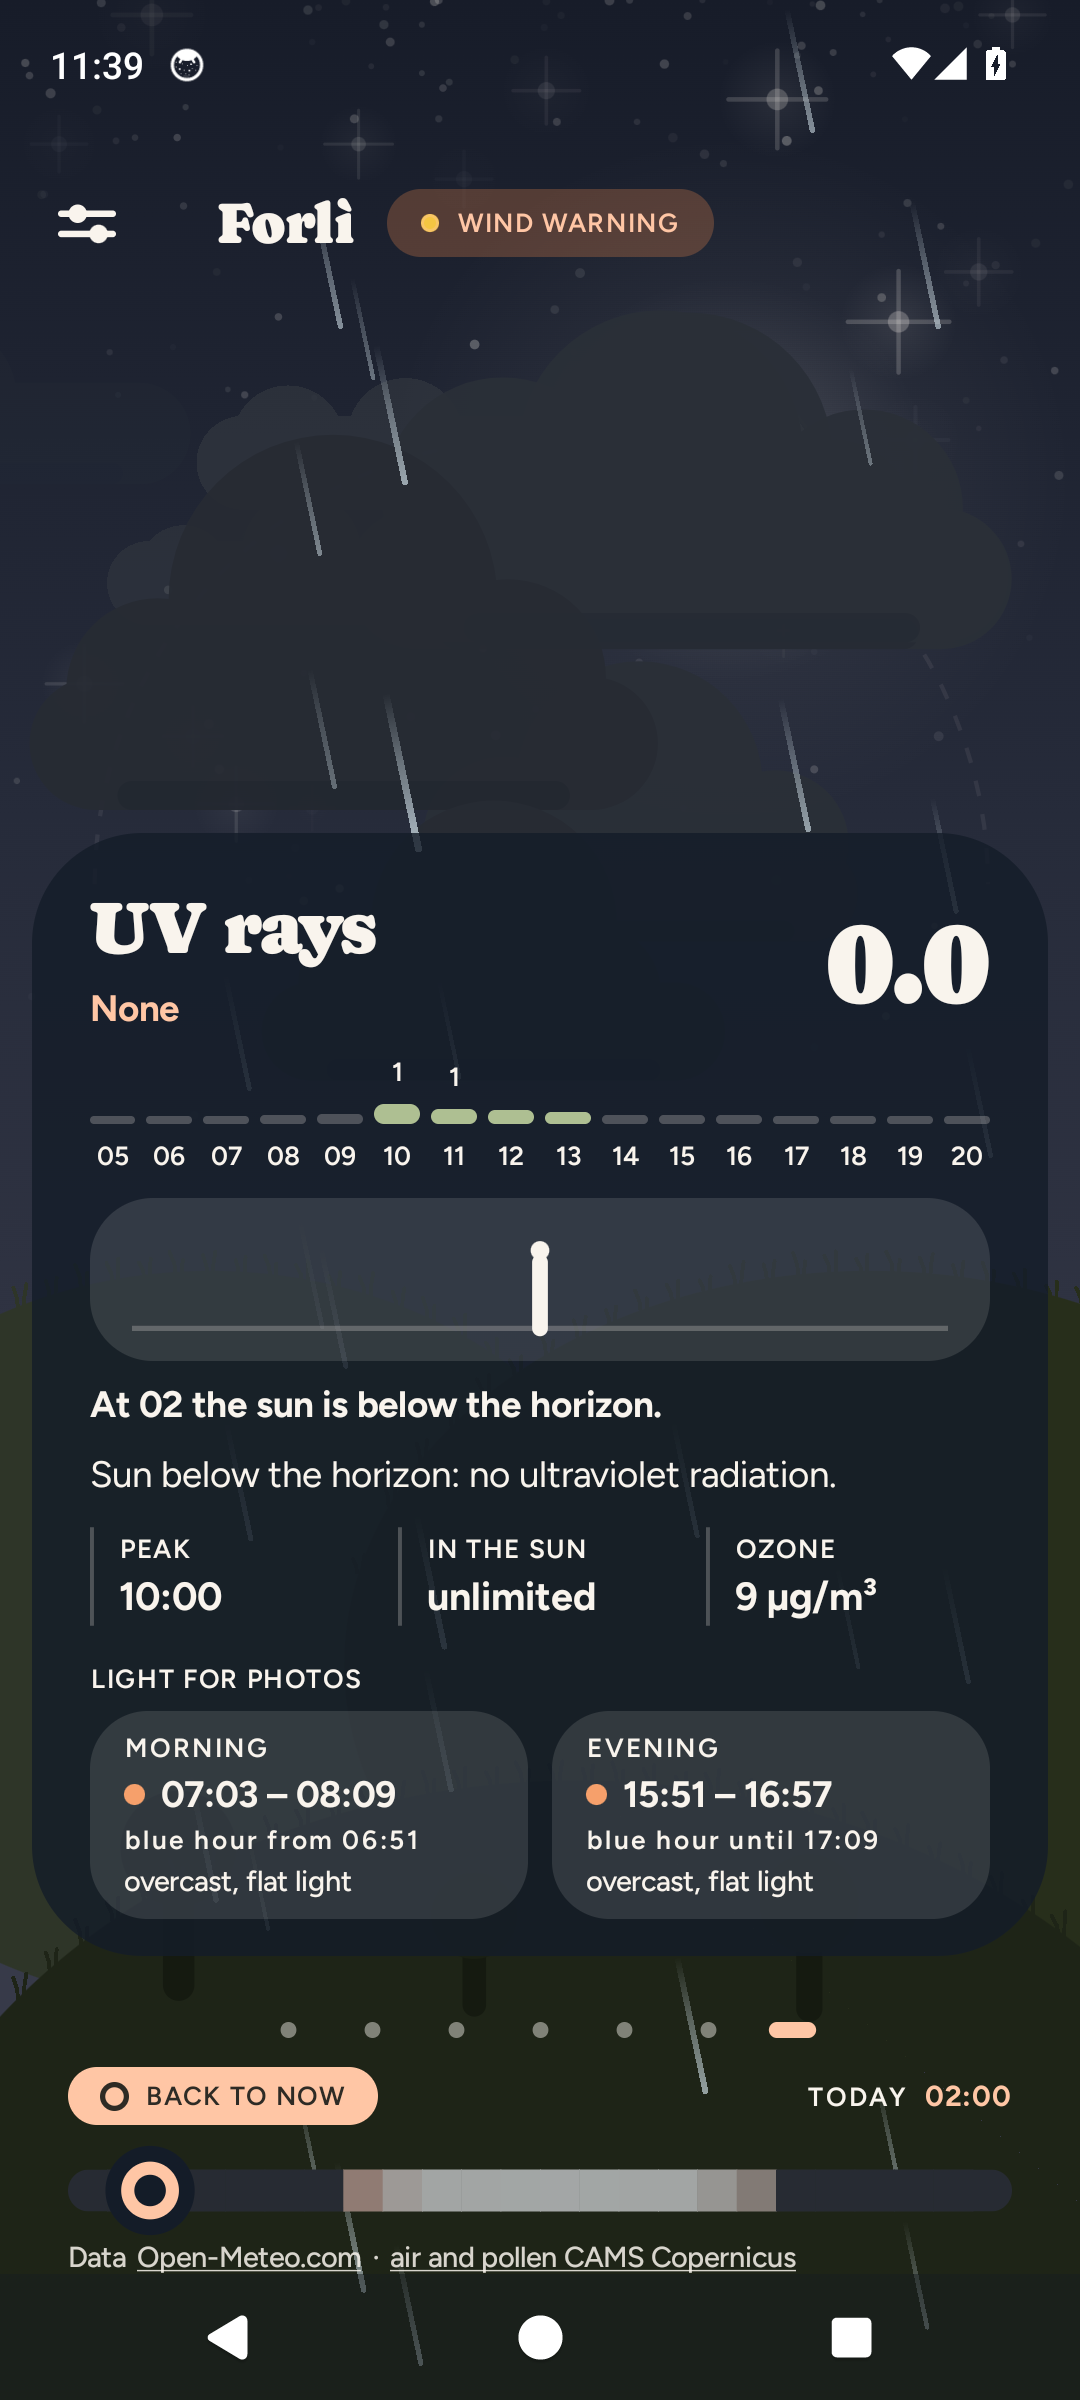 11:39
Forlì
WIND WARNING
UV rays
0.0
None
1 1
05 06 07 08 09 10 11 12 13 14 15 16 17 18 19 20
At 02 the sun is below the horizon.
Sun below the horizon: no ultraviolet radiation.
PEAK
10:00
IN THE SUN
unlimited
OZONE
9 µg/m³
LIGHT FOR PHOTOS
MORNING
07:03 – 08:09
blue hour from 06:51
overcast, flat light
EVENING
15:51 – 16:57
blue hour until 17:09
overcast, flat light
BACK TO NOW
TODAY 02:00
Data Open-Meteo.com · air and pollen CAMS Copernicus